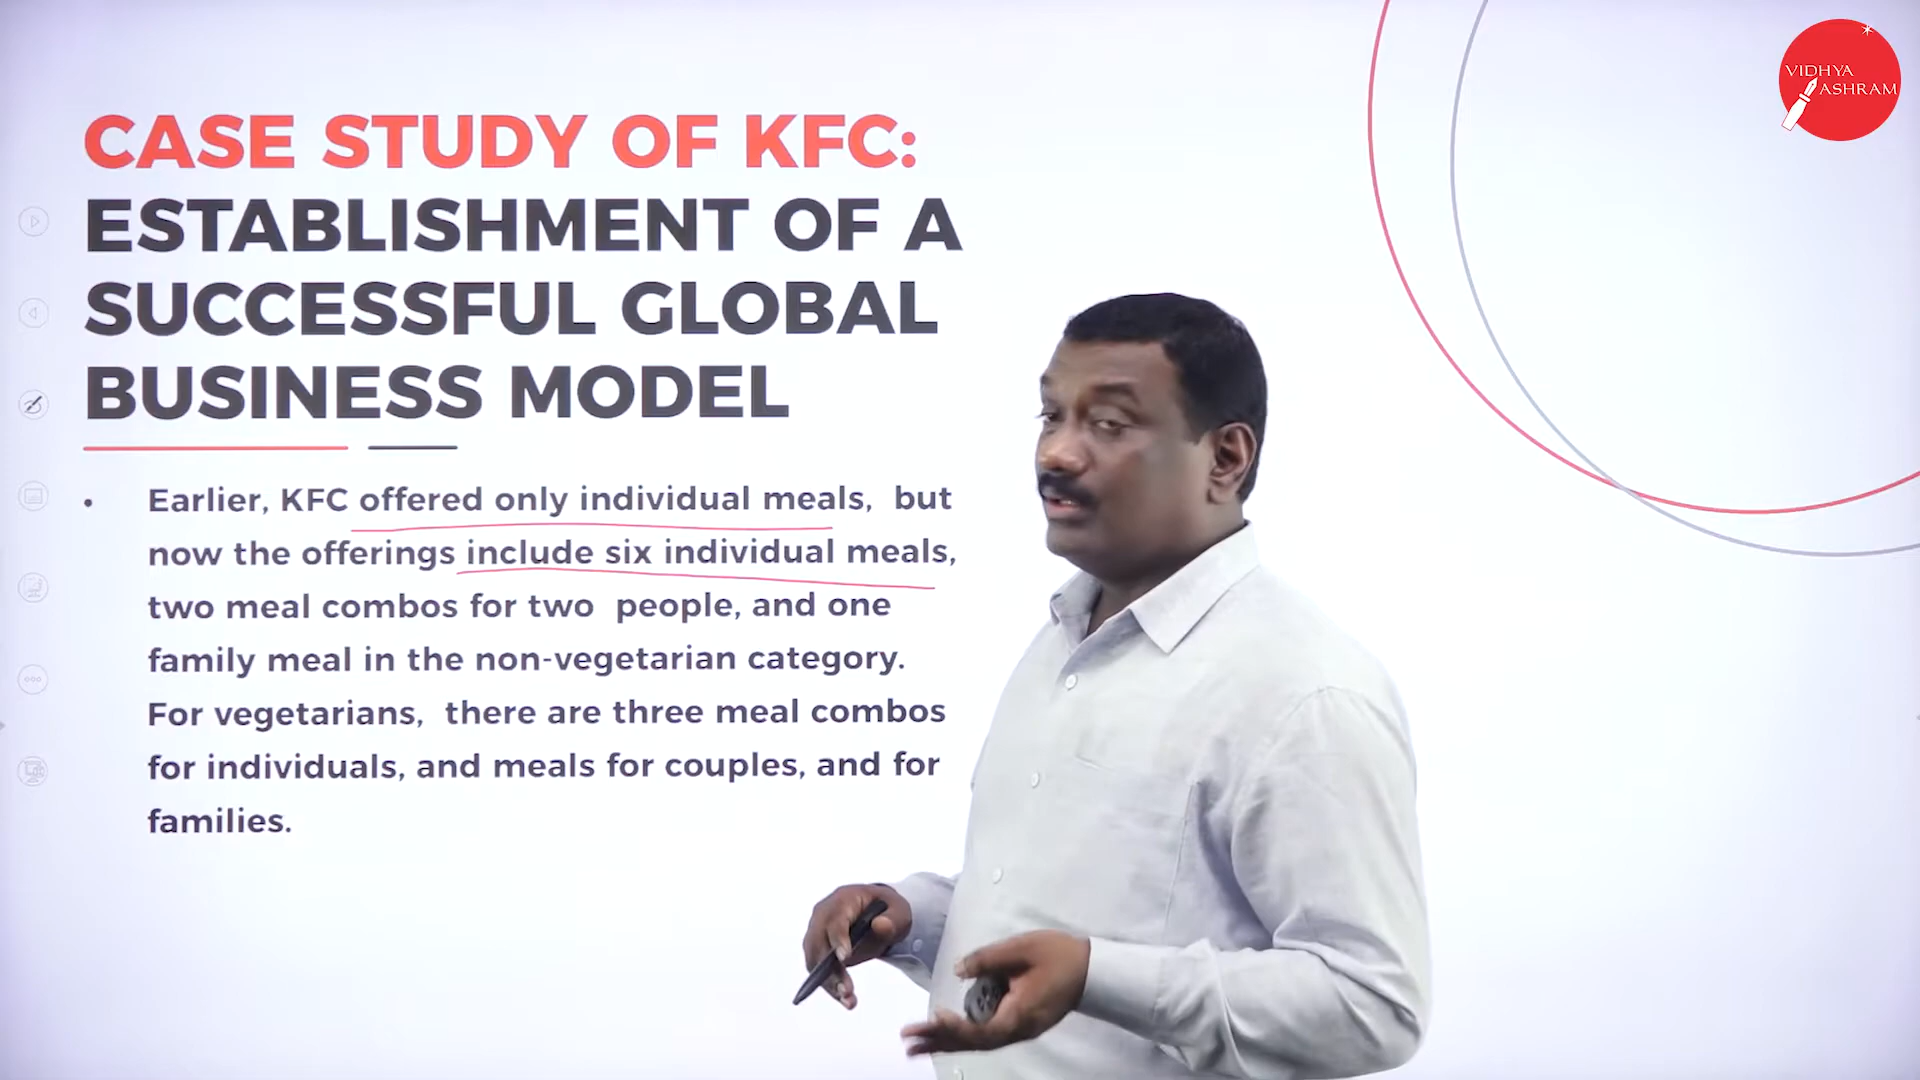 VIDHYA
ASHRAM
CASE STUDY OF KFC:
ESTABLISHMENT OF A
SUCCESSFUL GLOBAL
BUSINESS MODEL
• Earlier, KFC offered only individual meals, but
now the offerings include six individual meals,
two meal combos for two people, and one
family meal in the non-vegetarian category.
For vegetarians, there are three meal combos
for individuals, and meals for couples, and for
families.